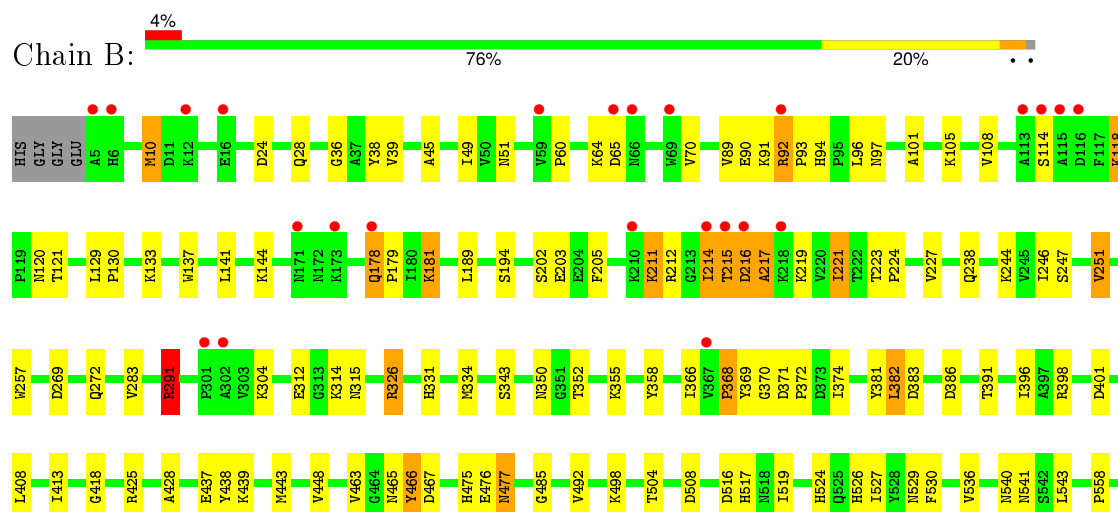 4%
Chain B:
76%
20%
HIS GLY GLY GLU A5 H6 M10 D11 K12 E16 D24 Q28 G36 A37 Y38 V39 A45 I49 V50 N51 V59 P60 K64 D65 N66 W69 V70 V89 E90 K91 R92 P93 H94 P95 L96 N97 A101 K105 V108 A113 S114 A115 D116 F117
P119 N120 T121 L129 P130 K133 W137 L141 K144 N171 N172 K173 Q178 P179 I180 K181 L189 S194 S202 E203 E204 F205 K210 K211 R212 G213 I214 T215 D216 A217 K218 K219 V220 I221 T222 T223 P224 V227 Q238 K244 V245 I246 S247 V251
W257 D269 Q272 V283 R291 P301 A302 V303 K304 E312 G313 K314 N315 R326 H331 M334 S343 N350 G351 T352 K355 Y358 I366 V367 P368 Y369 G370 D371 P372 D373 I374 Y381 L382 D383 D386 T391 I396 A397 R398 D401
L408 I413 G418 R425 A428 E437 Y438 K439 M443 V448 V463 G464 N465 Y466 D467 H475 E476 N477 G485 V492 K498 T504 D508 D516 H517 N518 I519 H524 Q525 H526 I527 Y528 N529 F530 V536 N540 N541 S542 L543 P558